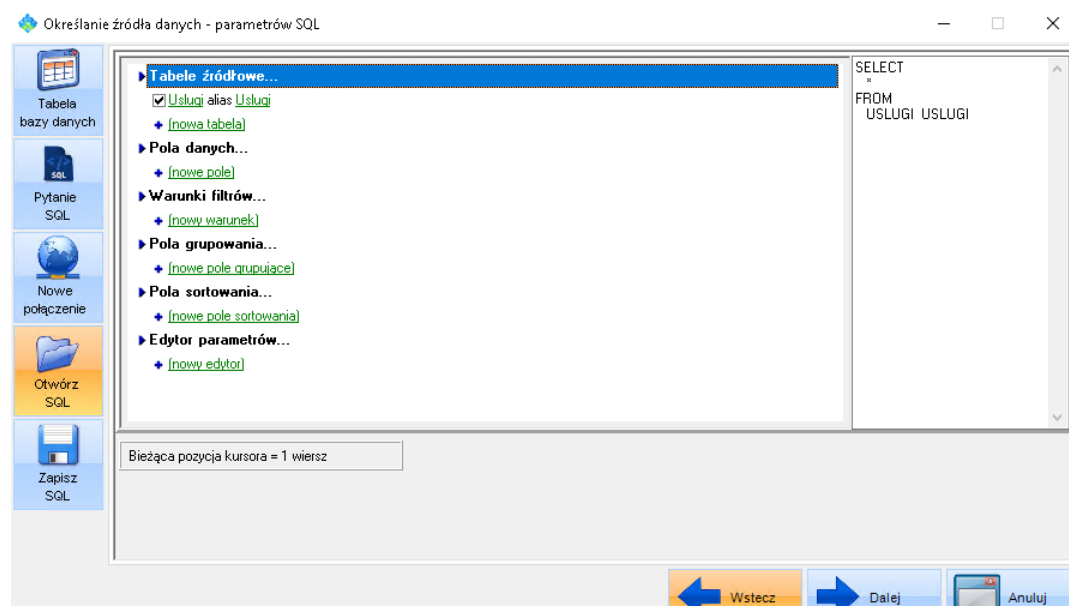 Określanie źródła danych - parametrów SQL
Tabela
bazy danych
SQL
Pytanie
SQL
Nowe
połączenie
Otwórz
SQL
Zapisz
SQL
Tabele źródłowe...
Uslugi alias Uslugi
(nowa tabela)
Pola danych...
(nowe pole)
Warunki filtrów...
(nowy warunek)
Pola grupowania...
(nowe pole grupujące)
Pola sortowania...
(nowe pole sortowania)
Edytor parametrów...
(nowy edytor)
SELECT
*
FROM
USLUGI USLUGI
Bieżąca pozycja kursora = 1 wiersz
Wstecz
Dalej
Anuluj